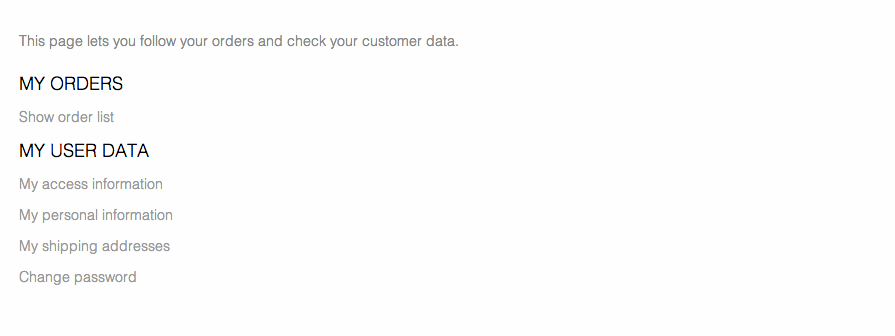 This page lets you follow your orders and check your customer data.
MY ORDERS
Show order list
MY USER DATA
My access information
My personal information
My shipping addresses
Change password